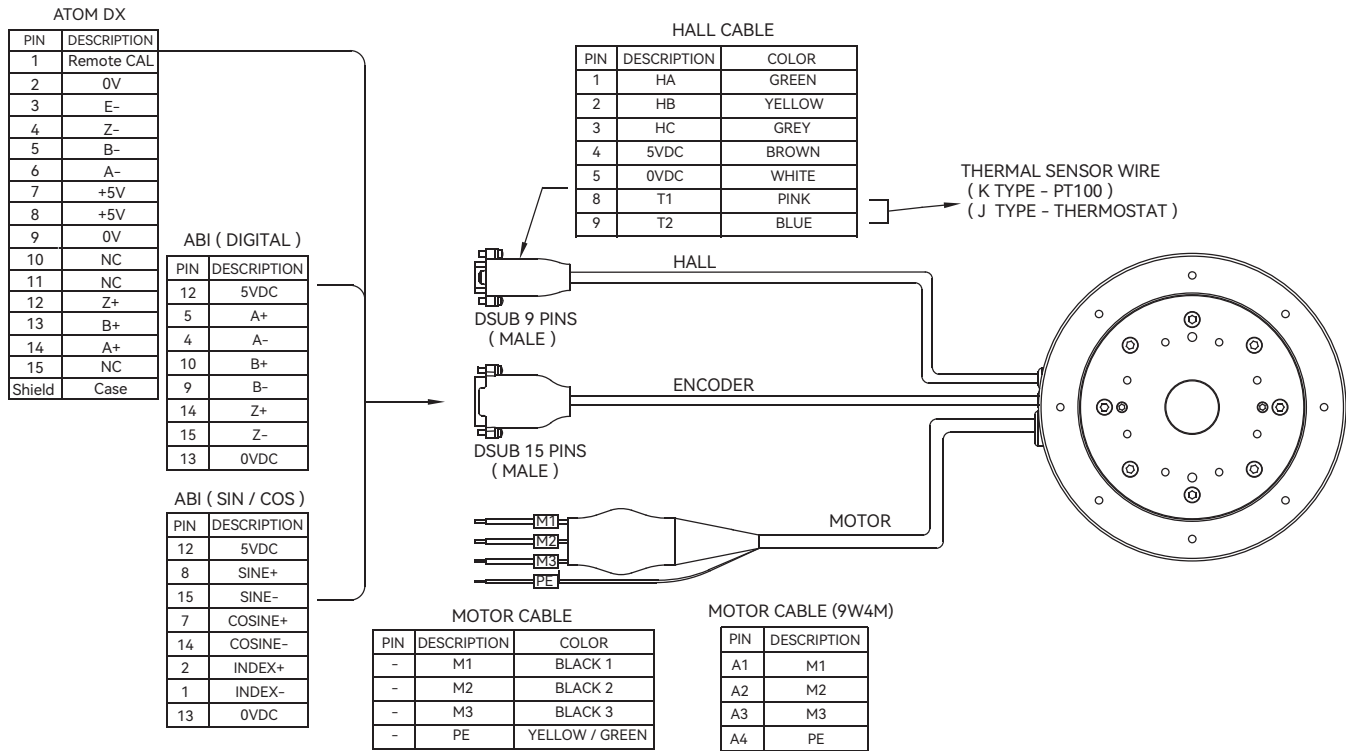 ATOM DX
PIN DESCRIPTION
1 Remote CAL
2 0V
3 E-
4 Z-
5 B-
6 A-
7 +5V
8 +5V
9 0V
10 NC
11 NC
12 Z+
13 B+
14 A+
15 NC
Shield Case
ABI ( DIGITAL )
PIN DESCRIPTION
12 5VDC
5 A+
4 A-
10 B+
9 B-
14 Z+
15 Z-
13 0VDC
ABI ( SIN / COS )
PIN DESCRIPTION
12 5VDC
8 SINE+
15 SINE-
7 COSINE+
14 COSINE-
2 INDEX+
1 INDEX-
13 0VDC
HALL CABLE
PIN DESCRIPTION COLOR
1 HA GREEN
2 HB YELLOW
3 HC GREY
4 5VDC BROWN
5 0VDC WHITE
8 T1 PINK
9 T2 BLUE
THERMAL SENSOR WIRE
( K TYPE - PT100 )
( J TYPE - THERMOSTAT )
HALL
DSUB 9 PINS
( MALE )
ENCODER
DSUB 15 PINS
( MALE )
MOTOR
M1
M2
M3
PE
MOTOR CABLE
PIN DESCRIPTION COLOR
- M1 BLACK 1
- M2 BLACK 2
- M3 BLACK 3
- PE YELLOW / GREEN
MOTOR CABLE (9W4M)
PIN DESCRIPTION
A1 M1
A2 M2
A3 M3
A4 PE